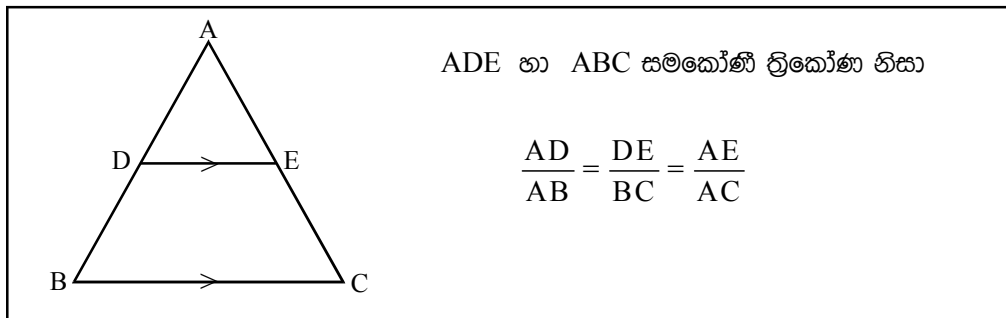 A
ADE හා ABC සමකෝණී ත්‍රිකෝණ නිසා
D E
AD/AB = DE/BC = AE/AC
B C